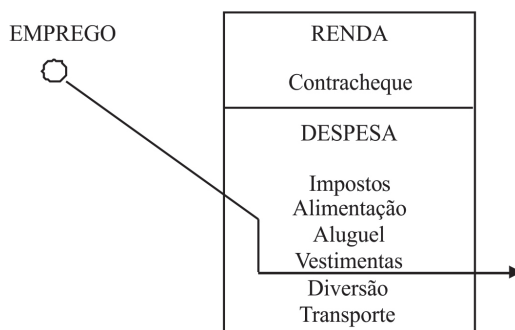 EMPREGO
RENDA
Contracheque
DESPESA
Impostos
Alimentação
Aluguel
Vestimentas
Diversão
Transporte